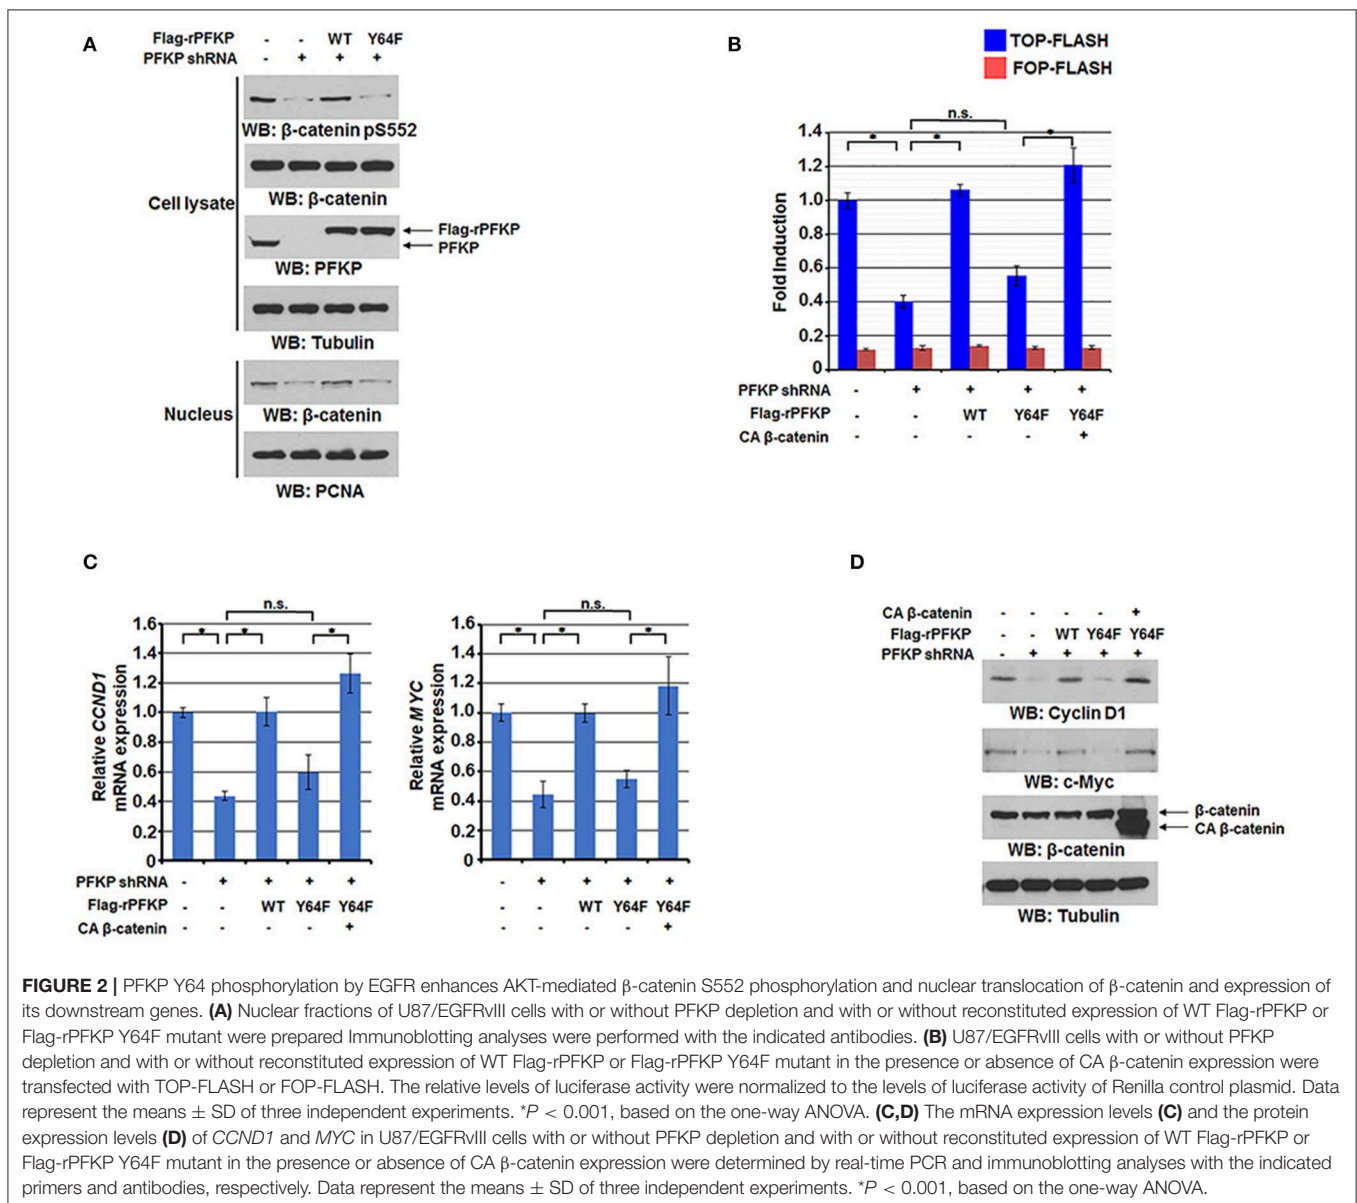 A
Flag-rPFKP - - WT Y64F
PFKP shRNA - + + +
WB: β-catenin pS552
WB: β-catenin
Cell lysate
Flag-rPFKP
PFKP
WB: PFKP
WB: Tubulin
WB: β-catenin
Nucleus
WB: PCNA
B
TOP-FLASH
FOP-FLASH
n.s.
* * *
Fold Induction
1.4
1.2
1.0
0.8
0.6
0.4
0.2
0
PFKP shRNA - + + + +
Flag-rPFKP - - WT Y64F Y64F
CA β-catenin - - - - +
C
n.s.
* * *
Relative CCND1
mRNA expression
1.6
1.4
1.2
1.0
0.8
0.6
0.4
0.2
0
PFKP shRNA - + + + +
Flag-rPFKP - - WT Y64F Y64F
CA β-catenin - - - - +
n.s.
* * *
Relative MYC
mRNA expression
1.6
1.4
1.2
1.0
0.8
0.6
0.4
0.2
0
- + + + +
- - WT Y64F Y64F
- - - - +
D
CA β-catenin - - - - +
Flag-rPFKP - - WT Y64F Y64F
PFKP shRNA - + + + +
WB: Cyclin D1
WB: c-Myc
β-catenin
CA β-catenin
WB: β-catenin
WB: Tubulin
FIGURE 2 | PFKP Y64 phosphorylation by EGFR enhances AKT-mediated β-catenin S552 phosphorylation and nuclear translocation of β-catenin and expression of
its downstream genes. (A) Nuclear fractions of U87/EGFRvIII cells with or without PFKP depletion and with or without reconstituted expression of WT Flag-rPFKP or
Flag-rPFKP Y64F mutant were prepared Immunoblotting analyses were performed with the indicated antibodies. (B) U87/EGFRvIII cells with or without PFKP
depletion and with or without reconstituted expression of WT Flag-rPFKP or Flag-rPFKP Y64F mutant in the presence or absence of CA β-catenin expression were
transfected with TOP-FLASH or FOP-FLASH. The relative levels of luciferase activity were normalized to the levels of luciferase activity of Renilla control plasmid. Data
represent the means ± SD of three independent experiments. *P < 0.001, based on the one-way ANOVA. (C,D) The mRNA expression levels (C) and the protein
expression levels (D) of CCND1 and MYC in U87/EGFRvIII cells with or without PFKP depletion and with or without reconstituted expression of WT Flag-rPFKP or
Flag-rPFKP Y64F mutant in the presence or absence of CA β-catenin expression were determined by real-time PCR and immunoblotting analyses with the indicated
primers and antibodies, respectively. Data represent the means ± SD of three independent experiments. *P < 0.001, based on the one-way ANOVA.